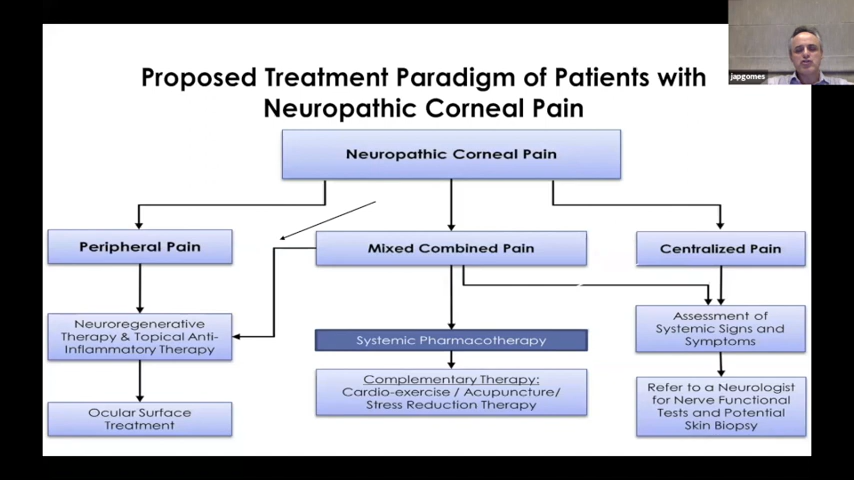 Proposed Treatment Paradigm of Patients with
Neuropathic Corneal Pain
japgomes
Neuropathic Corneal Pain
Peripheral Pain
Mixed Combined Pain
Centralized Pain
Neuroregenerative
Therapy & Topical Anti-
Inflammatory Therapy
Ocular Surface
Treatment
Systemic Pharmacotherapy
Complementary Therapy:
Cardio-exercise / Acupuncture/
Stress Reduction Therapy
Assessment of
Systemic Signs and
Symptoms
Refer to a Neurologist
for Nerve Functional
Tests and Potential
Skin Biopsy